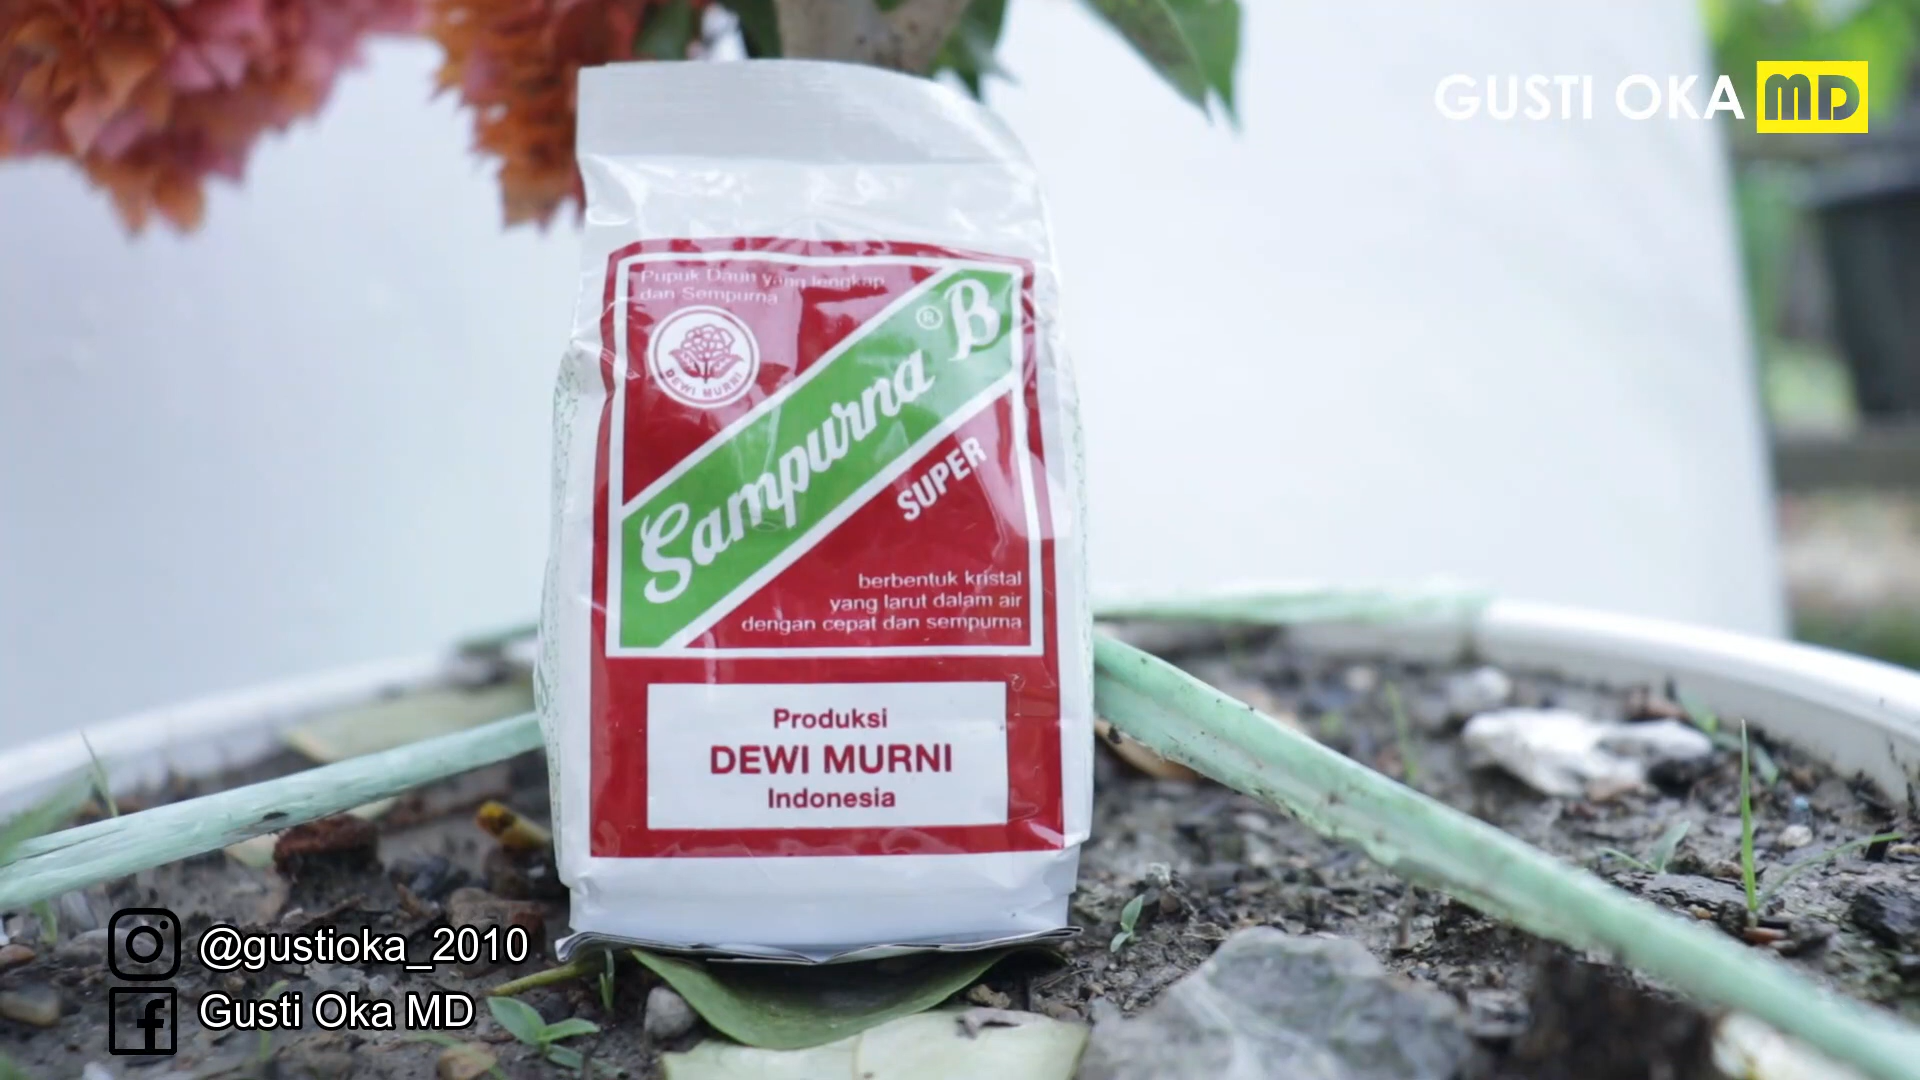 GUSTI OKA MD
Pupuk Daun yang lengkap
dan Sempurna
DEWI MURNI
Sampurna ® B
SUPER
berbentuk kristal
yang larut dalam air
dengan cepat dan sempurna
Produksi
DEWI MURNI
Indonesia
@gustioka_2010
Gusti Oka MD